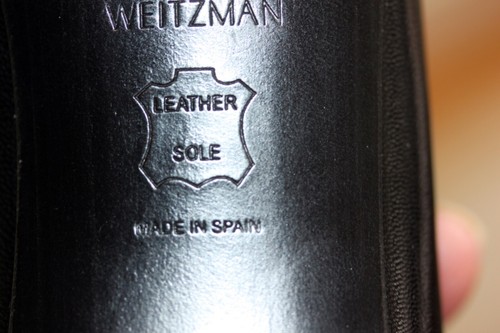 WEITZMAN
LEATHER
SOLE
MADE IN SPAIN